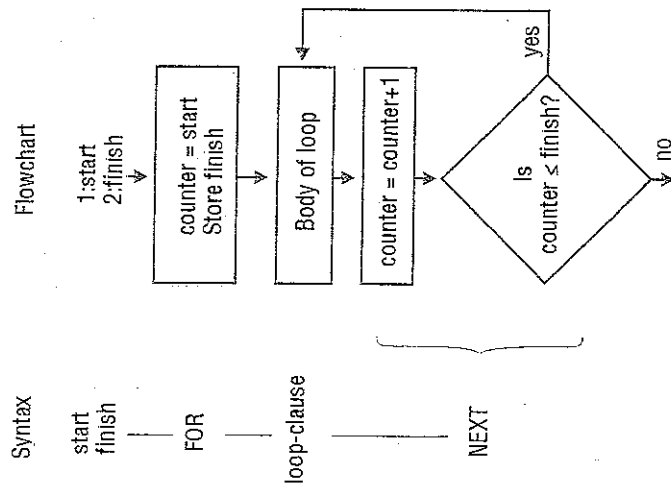 Syntax
start
finish
FOR
loop-clause
NEXT
Flowchart
1:start
2:finish
counter = start
Store finish
Body of loop
counter = counter+1
Is
counter ≤ finish?
yes
no